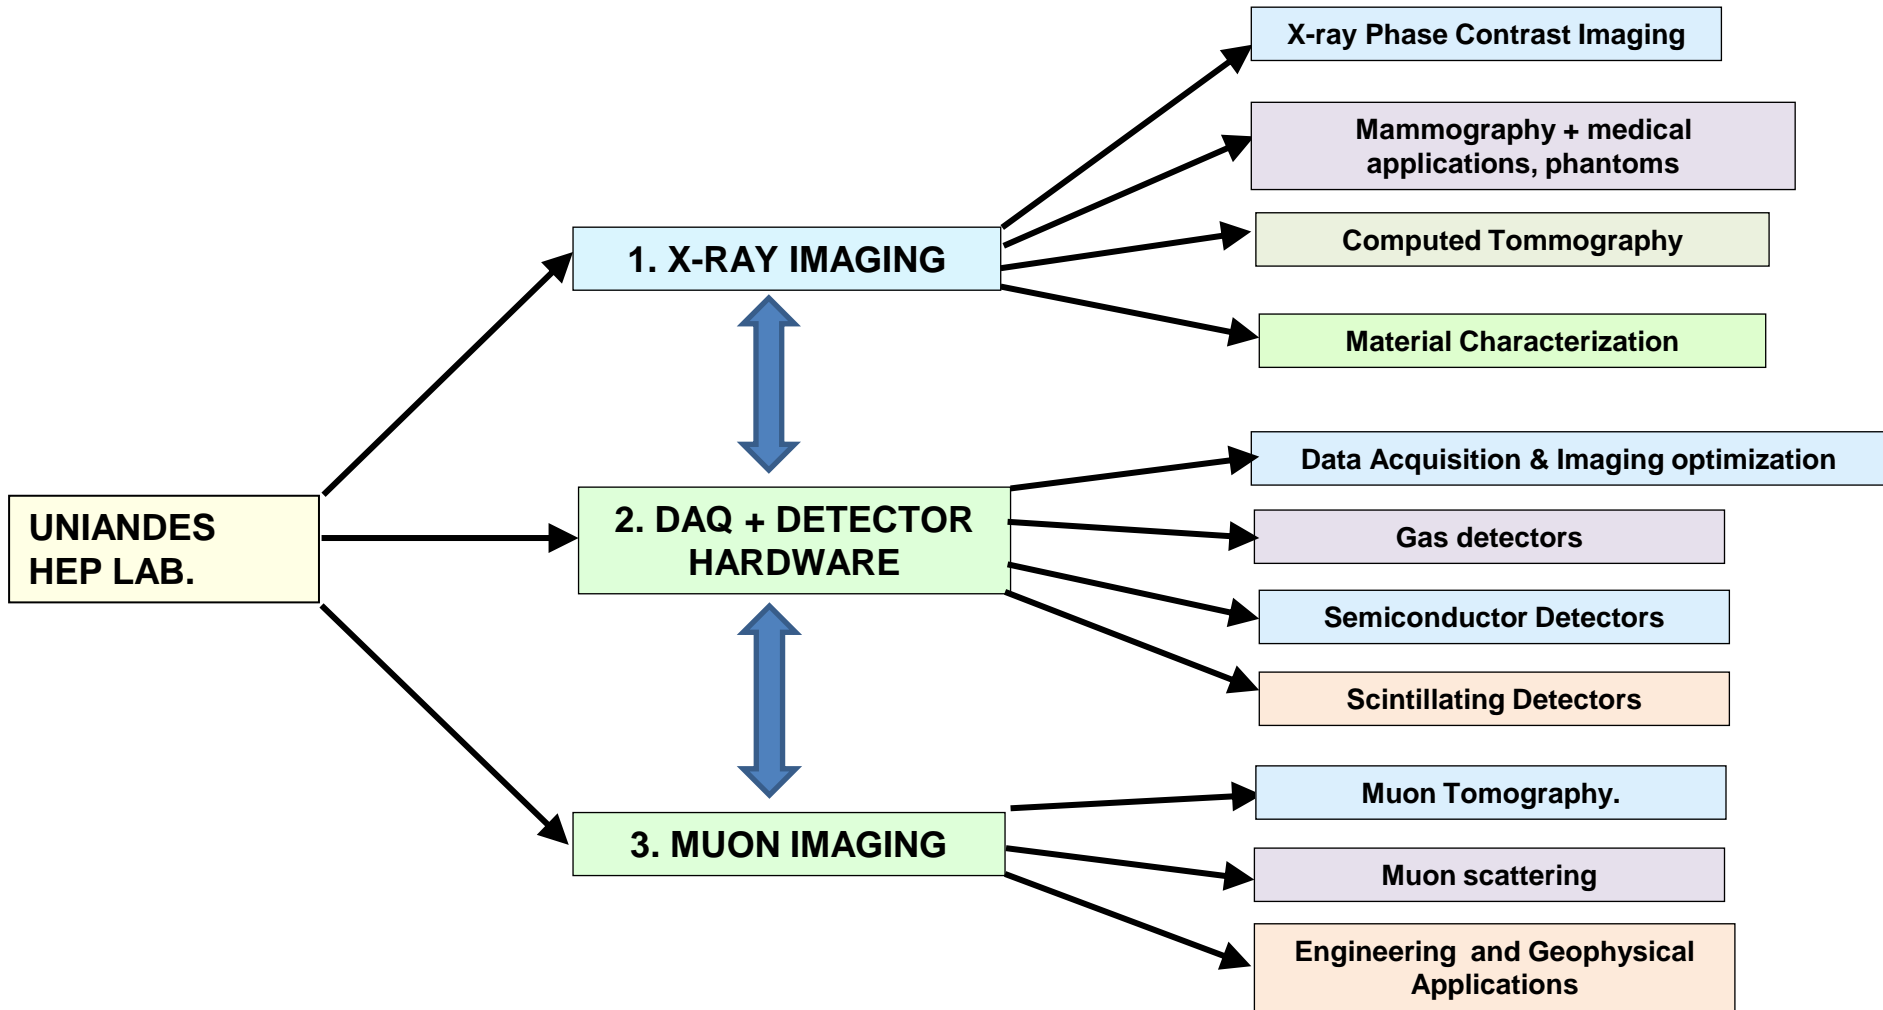 UNIANDES
HEP LAB.
1. X-RAY IMAGING
X-ray Phase Contrast Imaging
Mammography + medical
applications, phantoms
Computed Tommography
Material Characterization
2. DAQ + DETECTOR
HARDWARE
Data Acquisition & Imaging optimization
Gas detectors
Semiconductor Detectors
Scintillating Detectors
3. MUON IMAGING
Muon Tomography.
Muon scattering
Engineering and Geophysical
Applications